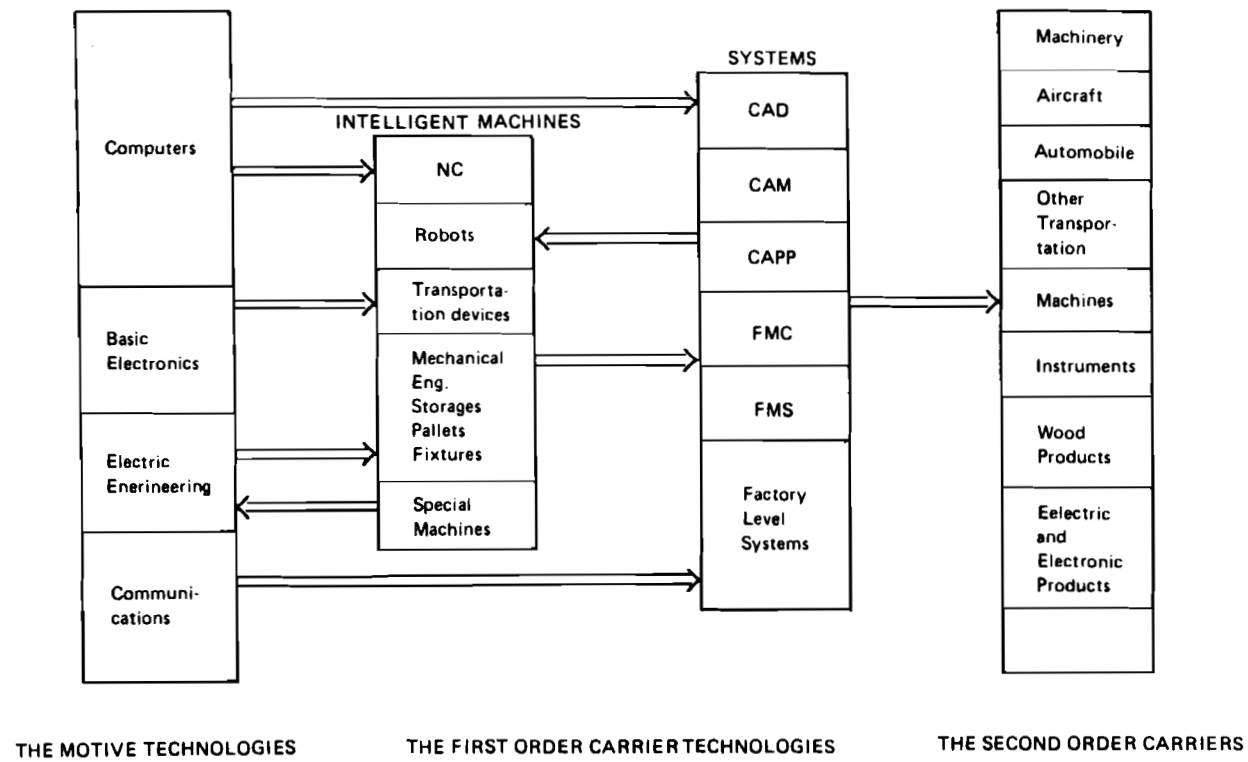 Computers
Basic
Electronics
Electric
Enerineering
Communi-
cations
INTELLIGENT MACHINES
NC
Robots
Transporta-
tion devices
Mechanical
Eng.
Storages
Pallets
Fixtures
Special
Machines
SYSTEMS
CAD
CAM
CAPP
FMC
FMS
Factory
Level
Systems
Machinery
Aircraft
Automobile
Other
Transpor-
tation
Machines
Instruments
Wood
Products
Eelectric
and
Electronic
Products
THE MOTIVE TECHNOLOGIES
THE FIRST ORDER CARRIER TECHNOLOGIES
THE SECOND ORDER CARRIERS